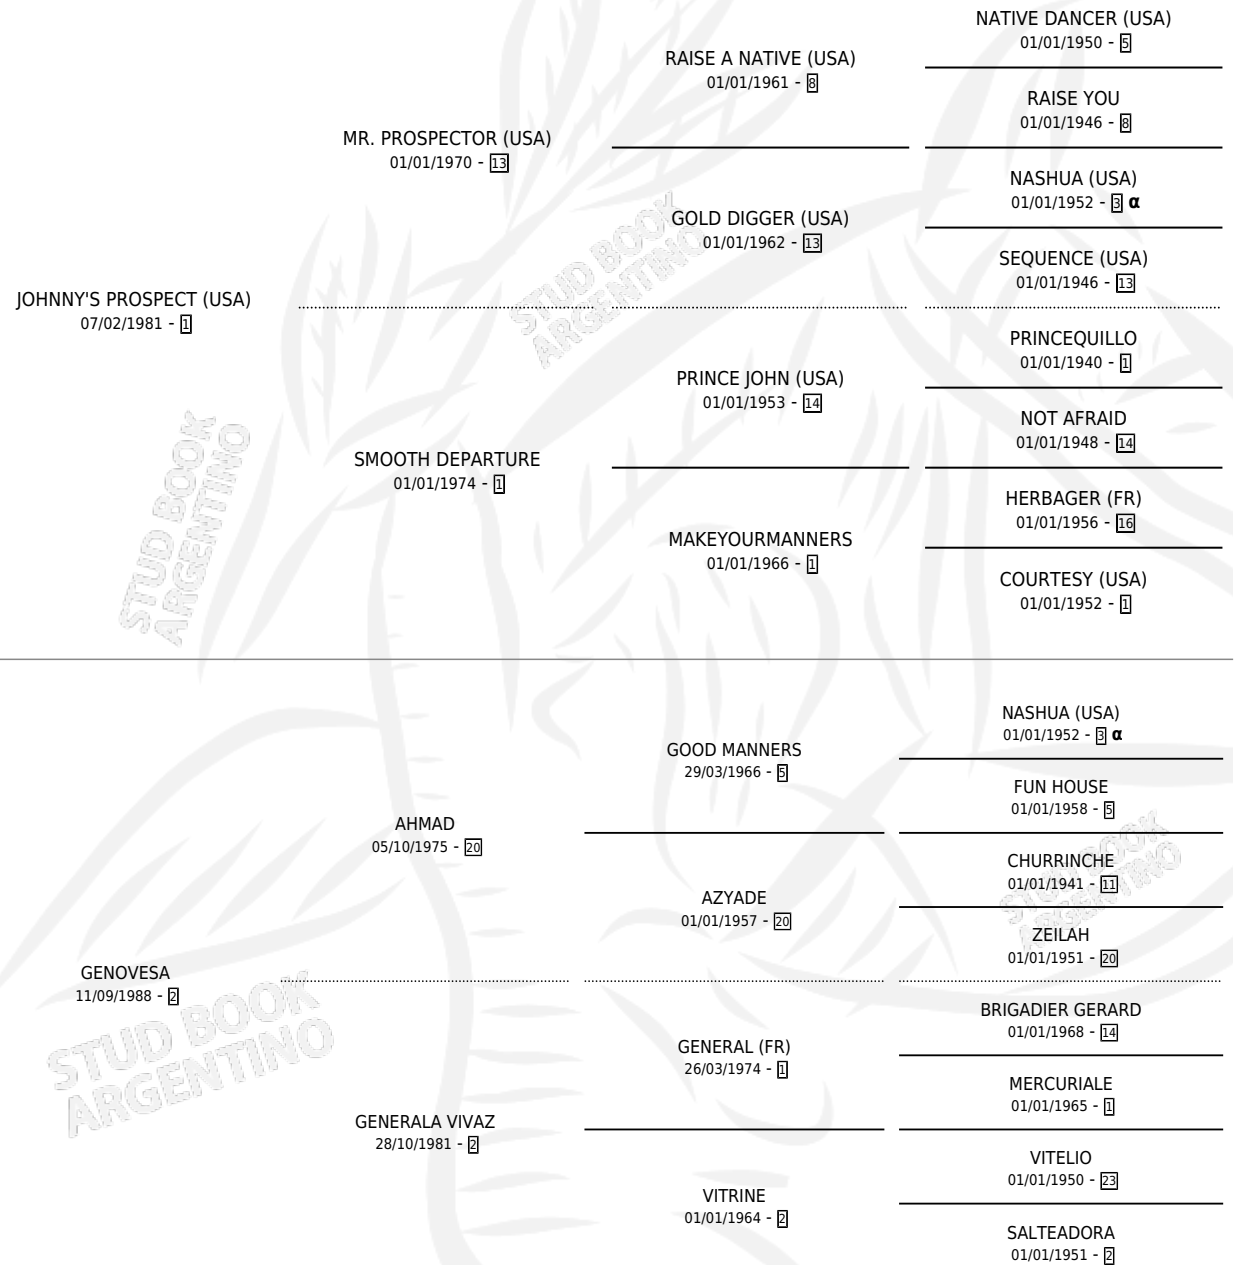 NATIVE DANCER (USA)
01/01/1950 - 5
RAISE A NATIVE (USA)
01/01/1961 - 8
RAISE YOU
01/01/1946 - 8
MR. PROSPECTOR (USA)
01/01/1970 - 13
NASHUA (USA)
01/01/1952 - 3 α
GOLD DIGGER (USA)
01/01/1962 - 13
SEQUENCE (USA)
01/01/1946 - 13
JOHNNY'S PROSPECT (USA)
07/02/1981 - 1
PRINCEQUILLO
01/01/1940 - 1
PRINCE JOHN (USA)
01/01/1953 - 14
NOT AFRAID
01/01/1948 - 14
SMOOTH DEPARTURE
01/01/1974 - 1
HERBAGER (FR)
01/01/1956 - 16
MAKEYOURMANNERS
01/01/1966 - 1
COURTESY (USA)
01/01/1952 - 1
NASHUA (USA)
01/01/1952 - 3 α
GOOD MANNERS
29/03/1966 - 5
FUN HOUSE
01/01/1958 - 5
AHMAD
05/10/1975 - 20
CHURRINCHE
01/01/1941 - 11
AZYADE
01/01/1957 - 20
ZEILAH
01/01/1951 - 20
GENOVESA
11/09/1988 - 2
BRIGADIER GERARD
01/01/1968 - 14
GENERAL (FR)
26/03/1974 - 1
MERCURIALE
01/01/1965 - 1
GENERALA VIVAZ
28/10/1981 - 2
VITELIO
01/01/1950 - 23
VITRINE
01/01/1964 - 2
SALTEADORA
01/01/1951 - 2
STUD BOOK
ARGENTINO
STUD BOOK
ARGENTINO
STUD BOOK
ARGENTINO
STUD BOOK
ARGENTINO